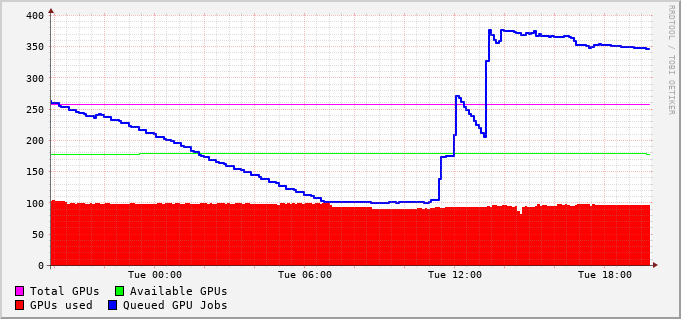 400
350
300
250
200
150
100
50
0
Tue 00:00 Tue 06:00 Tue 12:00 Tue 18:00
Total GPUs Available GPUs
GPUs used Queued GPU Jobs
RRDTOOL / TOBI OETIKER